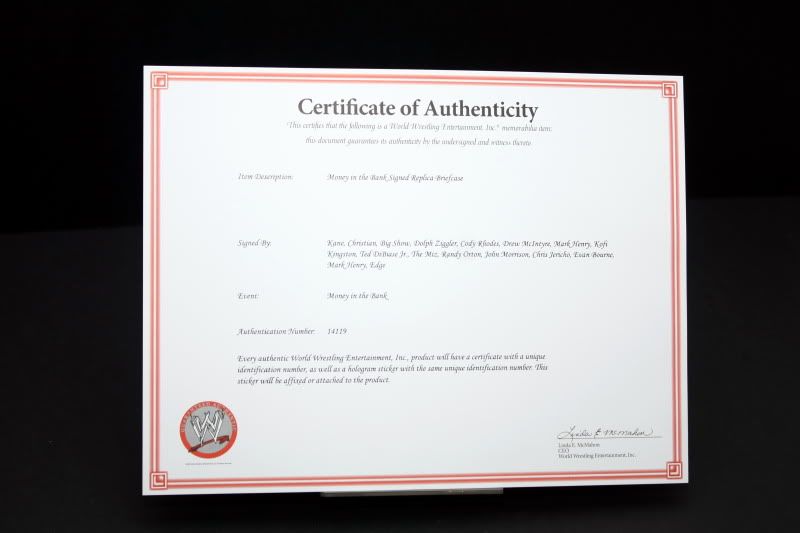 Certificate of Authenticity
This certifies that the following is a World Wrestling Entertainment, Inc.® memorabilia item;
this document guarantees its authenticity by the undersigned and witness thereto.
Item Description: Money in the Bank Signed Replica Briefcase
Signed By: Kane, Christian, Big Show, Dolph Ziggler, Cody Rhodes, Drew McIntyre, Mark Henry, Kofi
Kingston, Ted DiBiase Jr., The Miz, Randy Orton, John Morrison, Chris Jericho, Evan Bourne,
Mark Henry, Edge
Event: Money in the Bank
Authentication Number: 14119
Every authentic World Wrestling Entertainment, Inc., product will have a certificate with a unique
identification number, as well as a hologram sticker with the same unique identification number. This
sticker will be affixed or attached to the product.
W
Linda E. McMahon
Linda E. McMahon
CEO
World Wrestling Entertainment, Inc.